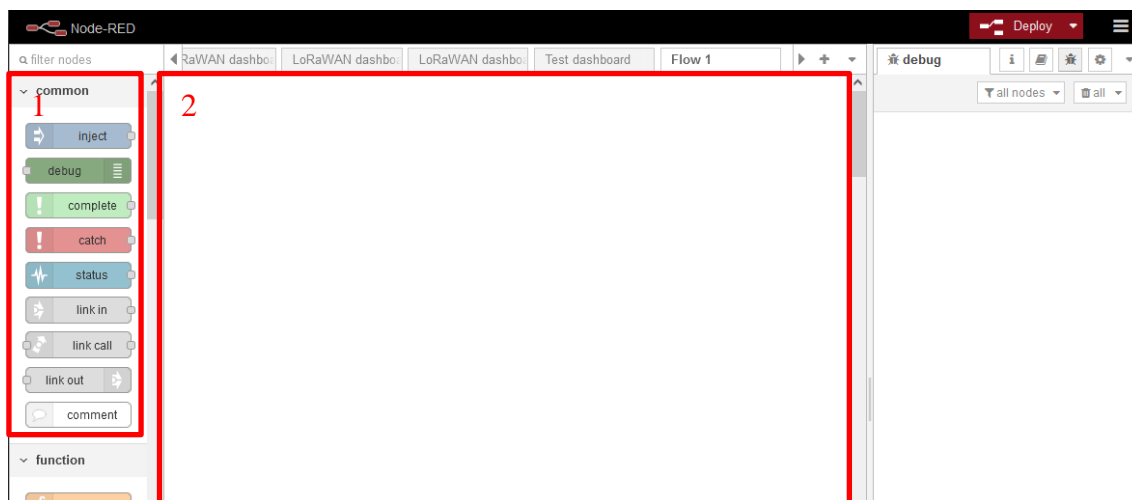 Node-RED
Deploy
filter nodes
RaWAN dashbo
LoRaWAN dashbo
LoRaWAN dashboa
Test dashboard
Flow 1
debug
i
all nodes
all
common
1
2
inject
debug
complete
catch
status
link in
link call
link out
comment
function